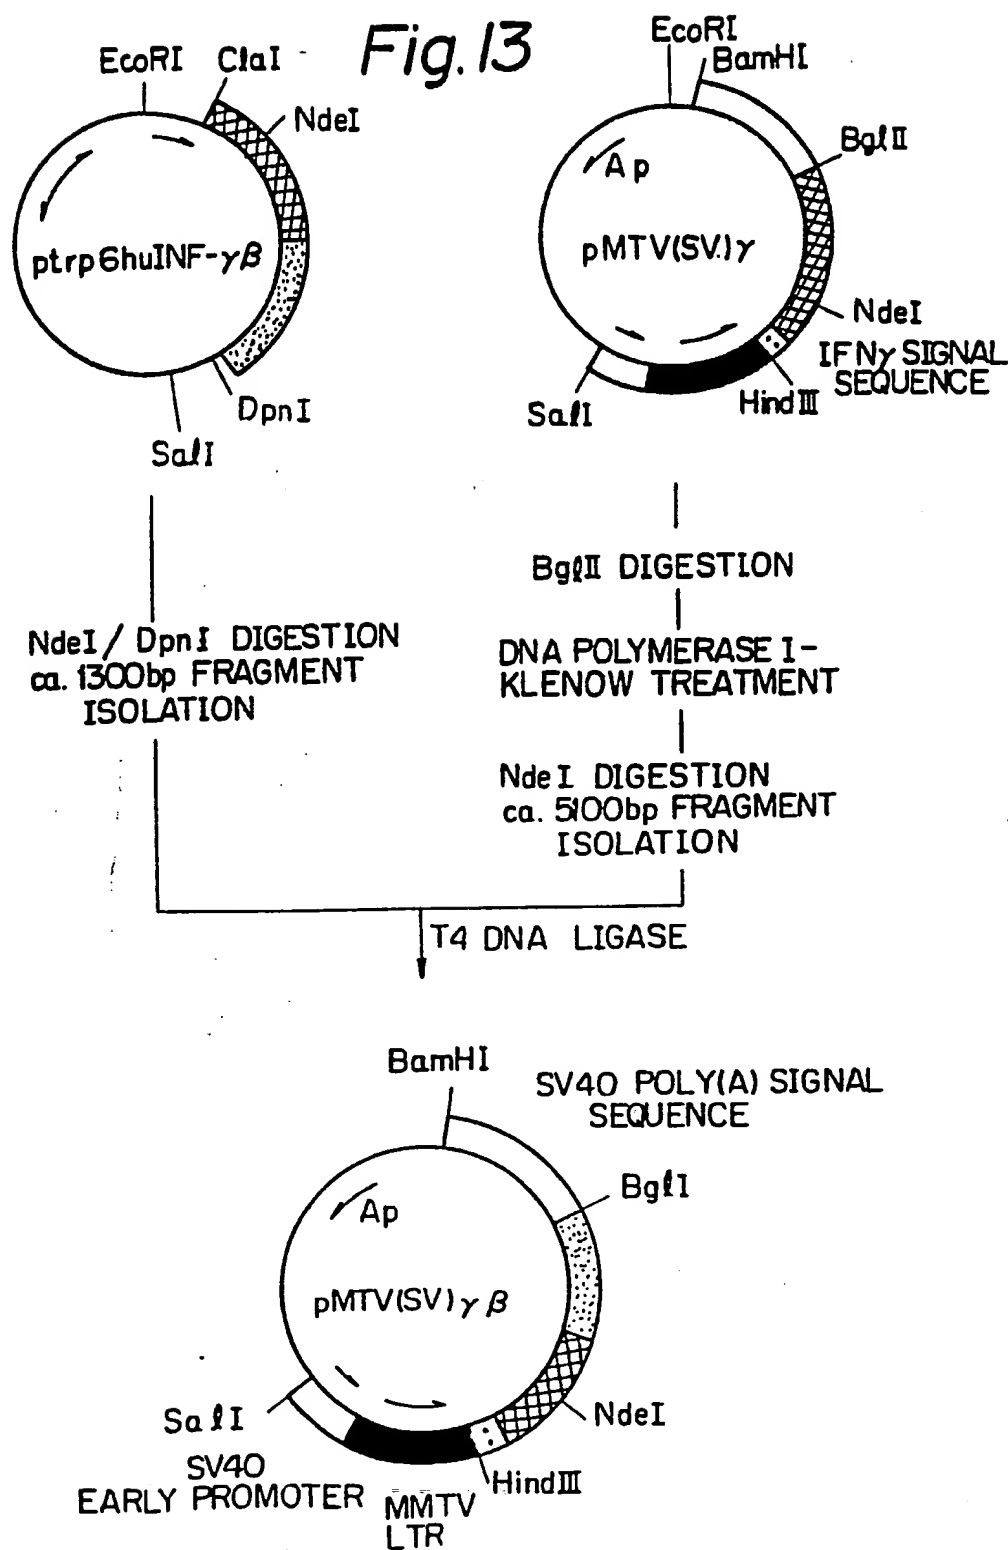 Fig.13
EcoRI
ClaI
NdeI
ptrp6huINF-γβ
DpnI
SalI
EcoRI
BamHI
BglII
Ap
pMTV(SV.)γ
NdeI
IFNγ SIGNAL
SEQUENCE
HindIII
SalI
NdeI / DpnI DIGESTION
ca. 1300bp FRAGMENT
ISOLATION
BglII DIGESTION
DNA POLYMERASE I-
KLENOW TREATMENT
NdeI DIGESTION
ca. 5100bp FRAGMENT
ISOLATION
T4 DNA LIGASE
BamHI
SV40 POLY(A) SIGNAL
SEQUENCE
BglI
Ap
pMTV(SV)γβ
NdeI
SalI
HindIII
SV40
EARLY PROMOTER
MMTV
LTR